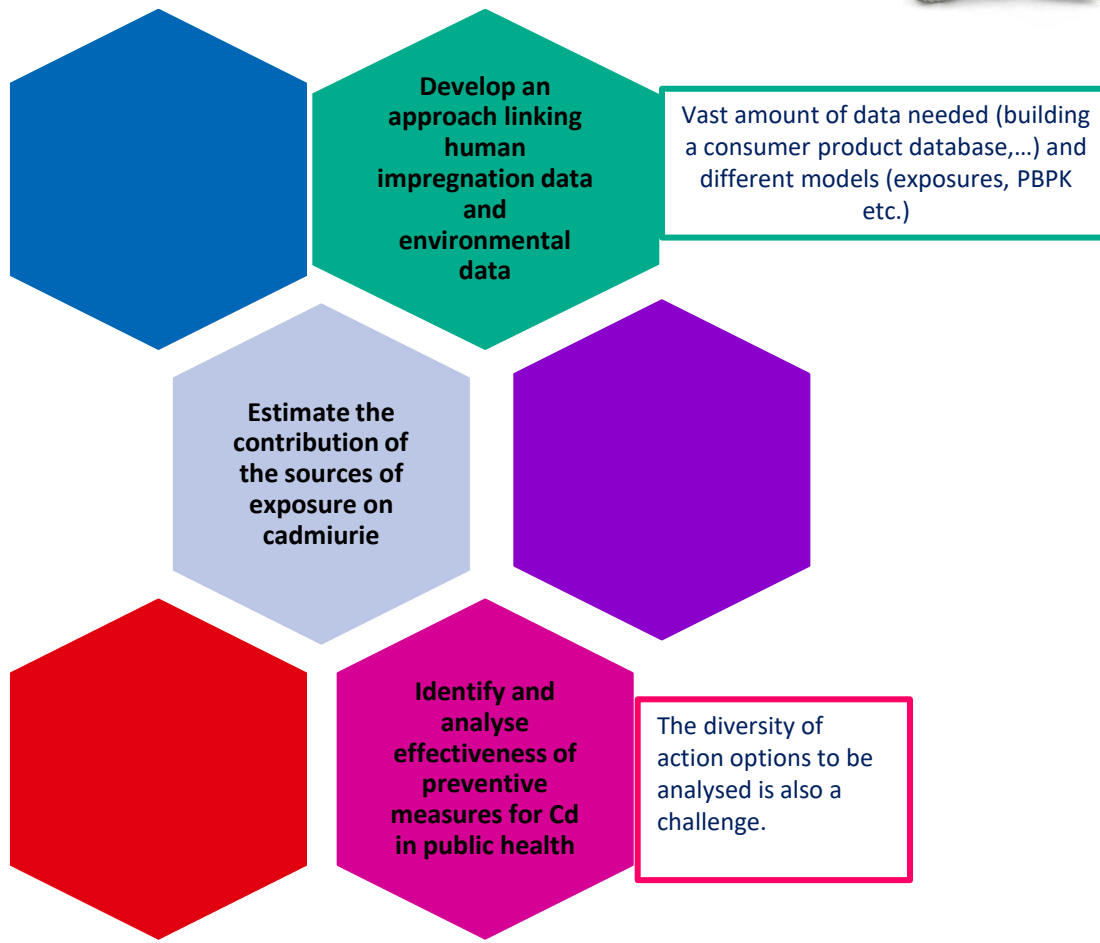 Develop an
approach linking
human
impregnation data
and
environmental
data
Vast amount of data needed (building
a consumer product database,...) and
different models (exposures, PBPK
etc.)
Estimate the
contribution of
the sources of
exposure on
cadmiurie
Identify and
analyse
effectiveness of
preventive
measures for Cd
in public health
The diversity of
action options to be
analysed is also a
challenge.